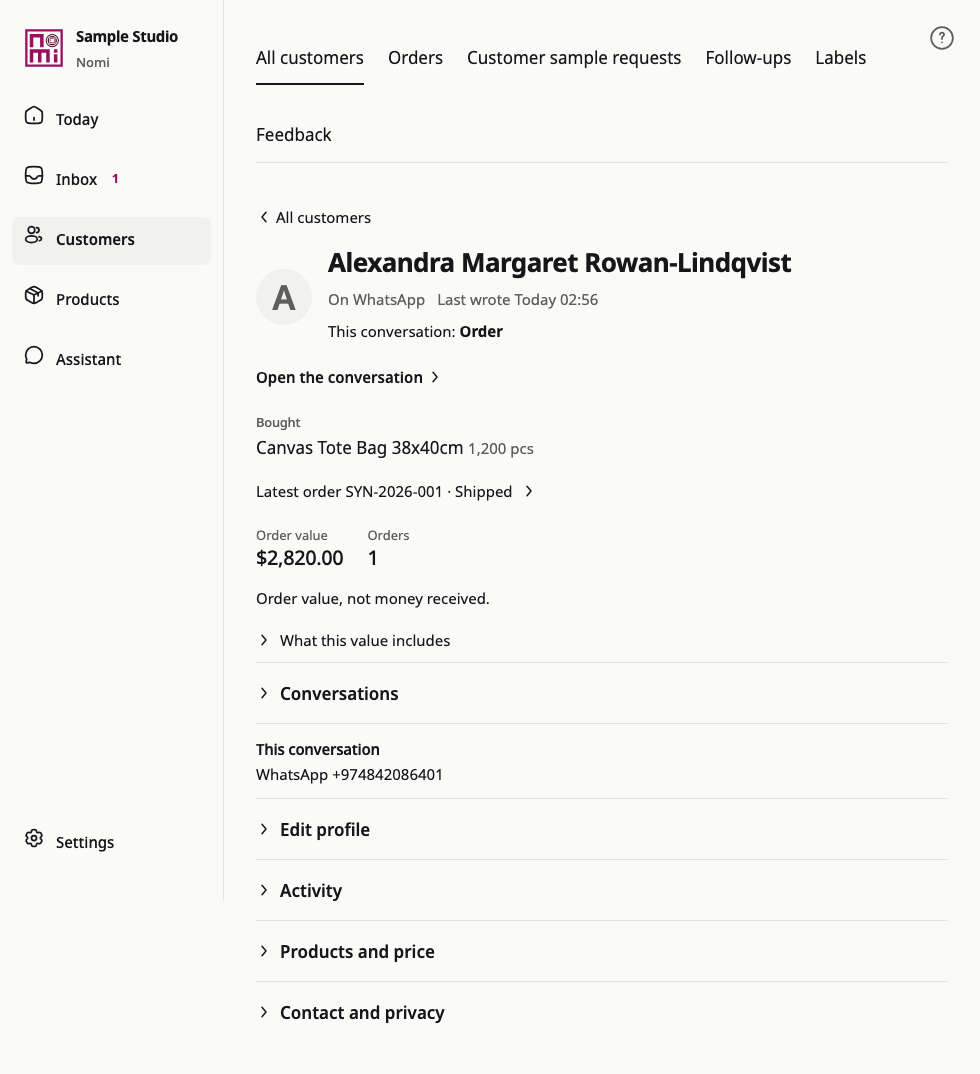 nomi
Sample Studio
Nomi
Today
Inbox 1
Customers
Products
Assistant
Settings
All customers Orders Customer sample requests Follow-ups Labels
?
Feedback
All customers
A
Alexandra Margaret Rowan-Lindqvist
On WhatsApp Last wrote Today 02:56
This conversation: Order
Open the conversation
Bought
Canvas Tote Bag 38x40cm 1,200 pcs
Latest order SYN-2026-001 · Shipped
Order value Orders
$2,820.00 1
Order value, not money received.
What this value includes
Conversations
This conversation
WhatsApp +974842086401
Edit profile
Activity
Products and price
Contact and privacy